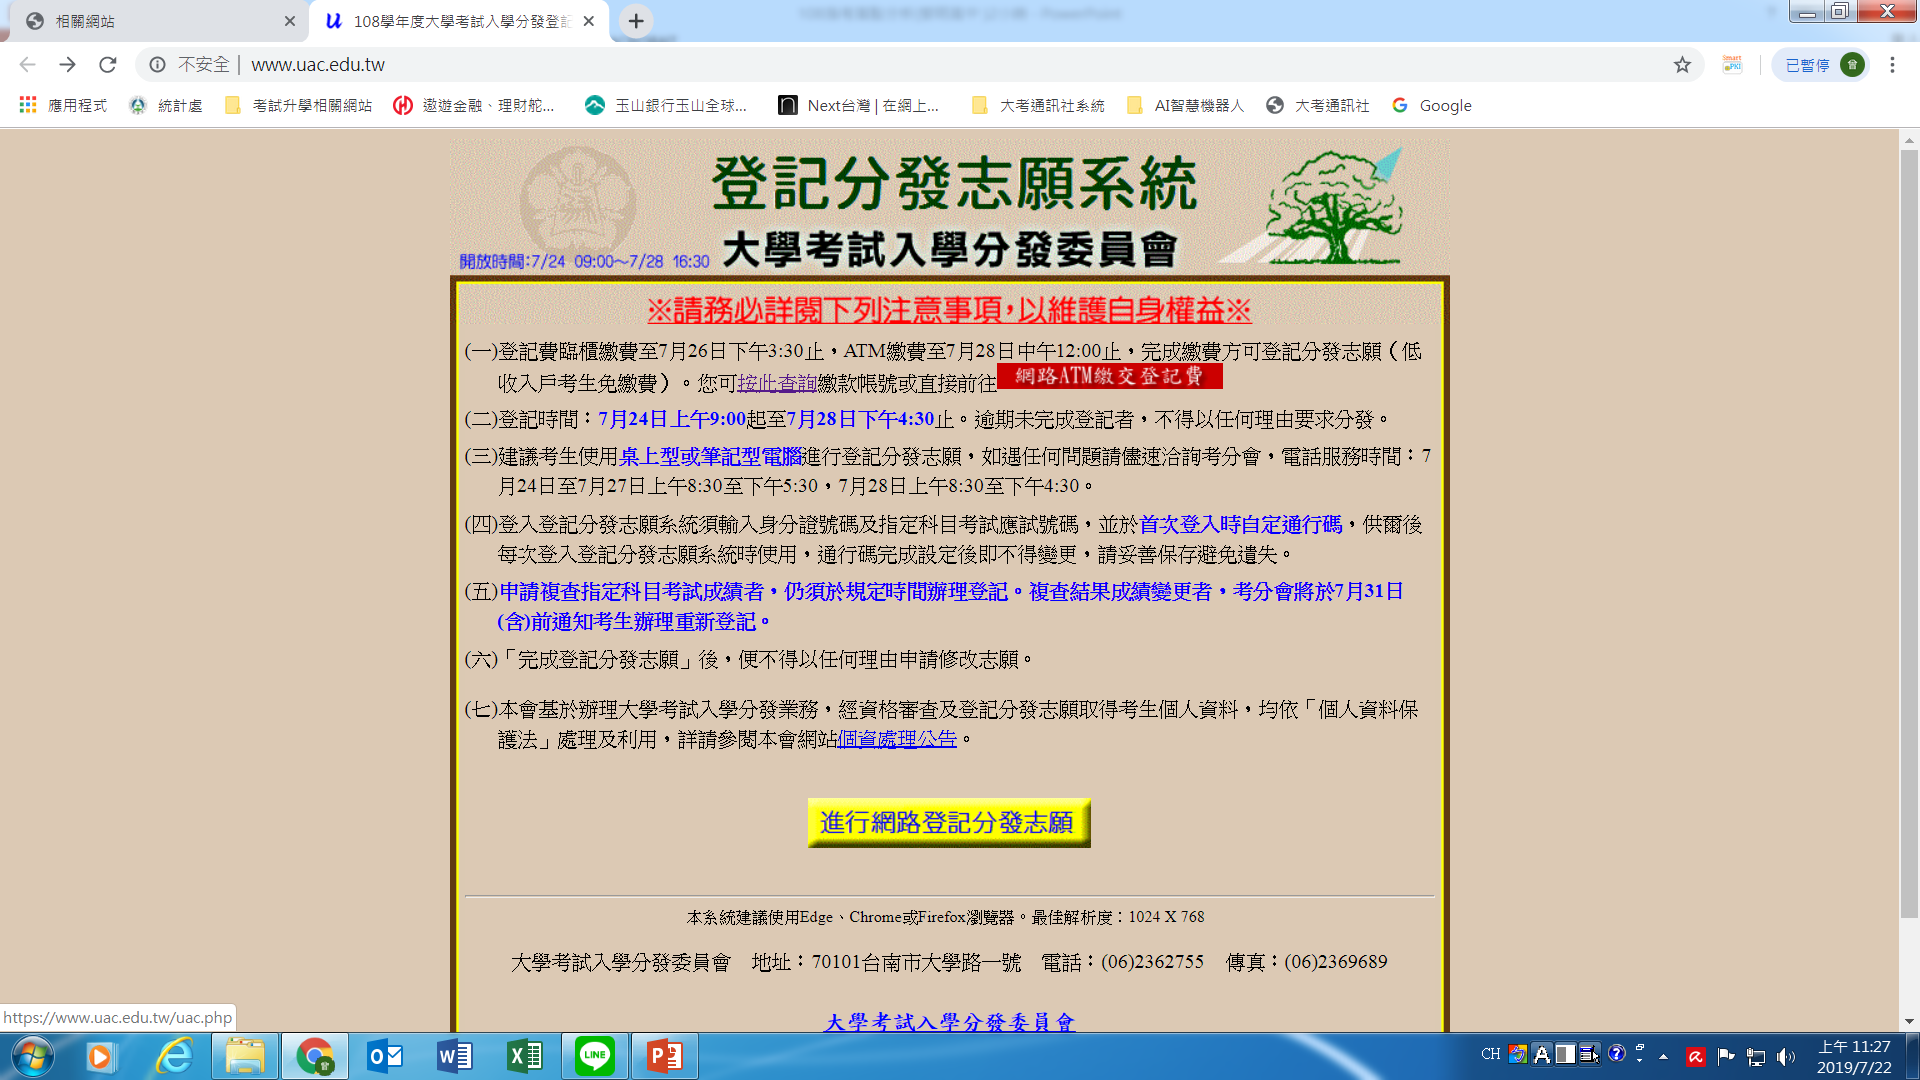 相關網站
108學年度大學考試入學分發登記
不安全 | www.uac.edu.tw
已暫停 曾
應用程式 統計處 考試升學相關網站 遨遊金融、理財舵... 玉山銀行玉山全球... Next台灣 | 在網上... 大考通訊社系統 AI智慧機器人 大考通訊社 Google
登記分發志願系統
開放時間:7/24 09:00~7/28 16:30
大學考試入學分發委員會
※請務必詳閱下列注意事項,以維護自身權益※
(一)登記費臨櫃繳費至7月26日下午3:30止，ATM繳費至7月28日中午12:00止，完成繳費方可登記分發志願（低
收入戶考生免繳費）。您可按此查詢繳款帳號或直接前往 網路ATM繳交登記費
(二)登記時間：7月24日上午9:00起至7月28日下午4:30止。逾期未完成登記者，不得以任何理由要求分發。
(三)建議考生使用桌上型或筆記型電腦進行登記分發志願，如遇任何問題請儘速洽詢考分會，電話服務時間：7
月24日至7月27日上午8:30至下午5:30，7月28日上午8:30至下午4:30。
(四)登入登記分發志願系統須輸入身分證號碼及指定科目考試應試號碼，並於首次登入時自定通行碼，供爾後
每次登入登記分發志願系統時使用，通行碼完成設定後即不得變更，請妥善保存避免遺失。
(五)申請複查指定科目考試成績者，仍須於規定時間辦理登記。複查結果成績變更者，考分會將於7月31日
(含)前通知考生辦理重新登記。
(六)「完成登記分發志願」後，便不得以任何理由申請修改志願。
(七)本會基於辦理大學考試入學分發業務，經資格審查及登記分發志願取得考生個人資料，均依「個人資料保
護法」處理及利用，詳請參閱本會網站個資處理公告。
進行網路登記分發志願
本系統建議使用Edge、Chrome或Firefox瀏覽器。最佳解析度：1024 X 768
大學考試入學分發委員會 地址：70101台南市大學路一號 電話：(06)2362755 傳真：(06)2369689
大學考試入學分發委員會
https://www.uac.edu.tw/uac.php
CH
上午 11:27
2019/7/22